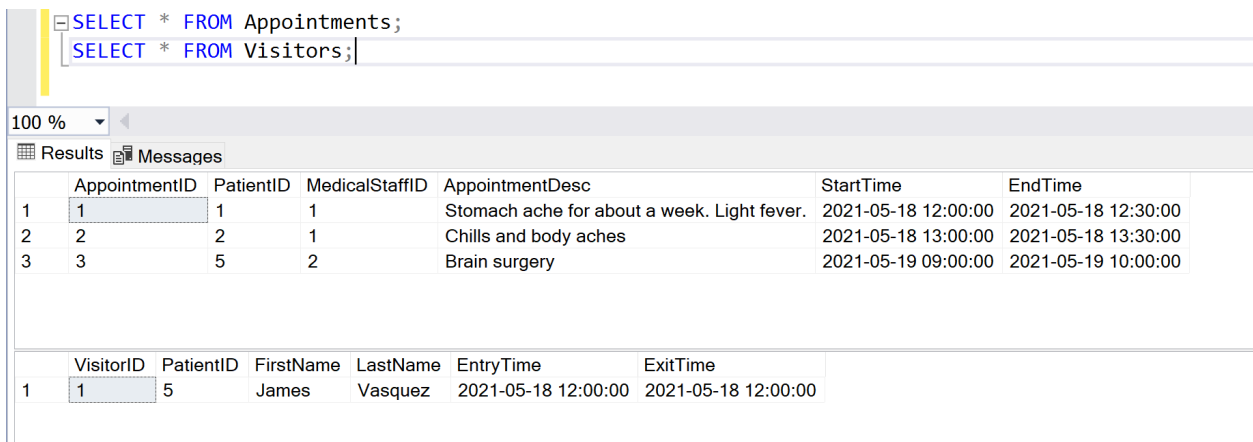 SELECT * FROM Appointments;
SELECT * FROM Visitors;
100 %
Results Messages
AppointmentID PatientID MedicalStaffID AppointmentDesc StartTime EndTime
1 1 1 1 Stomach ache for about a week. Light fever. 2021-05-18 12:00:00 2021-05-18 12:30:00
2 2 2 1 Chills and body aches 2021-05-18 13:00:00 2021-05-18 13:30:00
3 3 5 2 Brain surgery 2021-05-19 09:00:00 2021-05-19 10:00:00
VisitorID PatientID FirstName LastName EntryTime ExitTime
1 1 5 James Vasquez 2021-05-18 12:00:00 2021-05-18 12:00:00